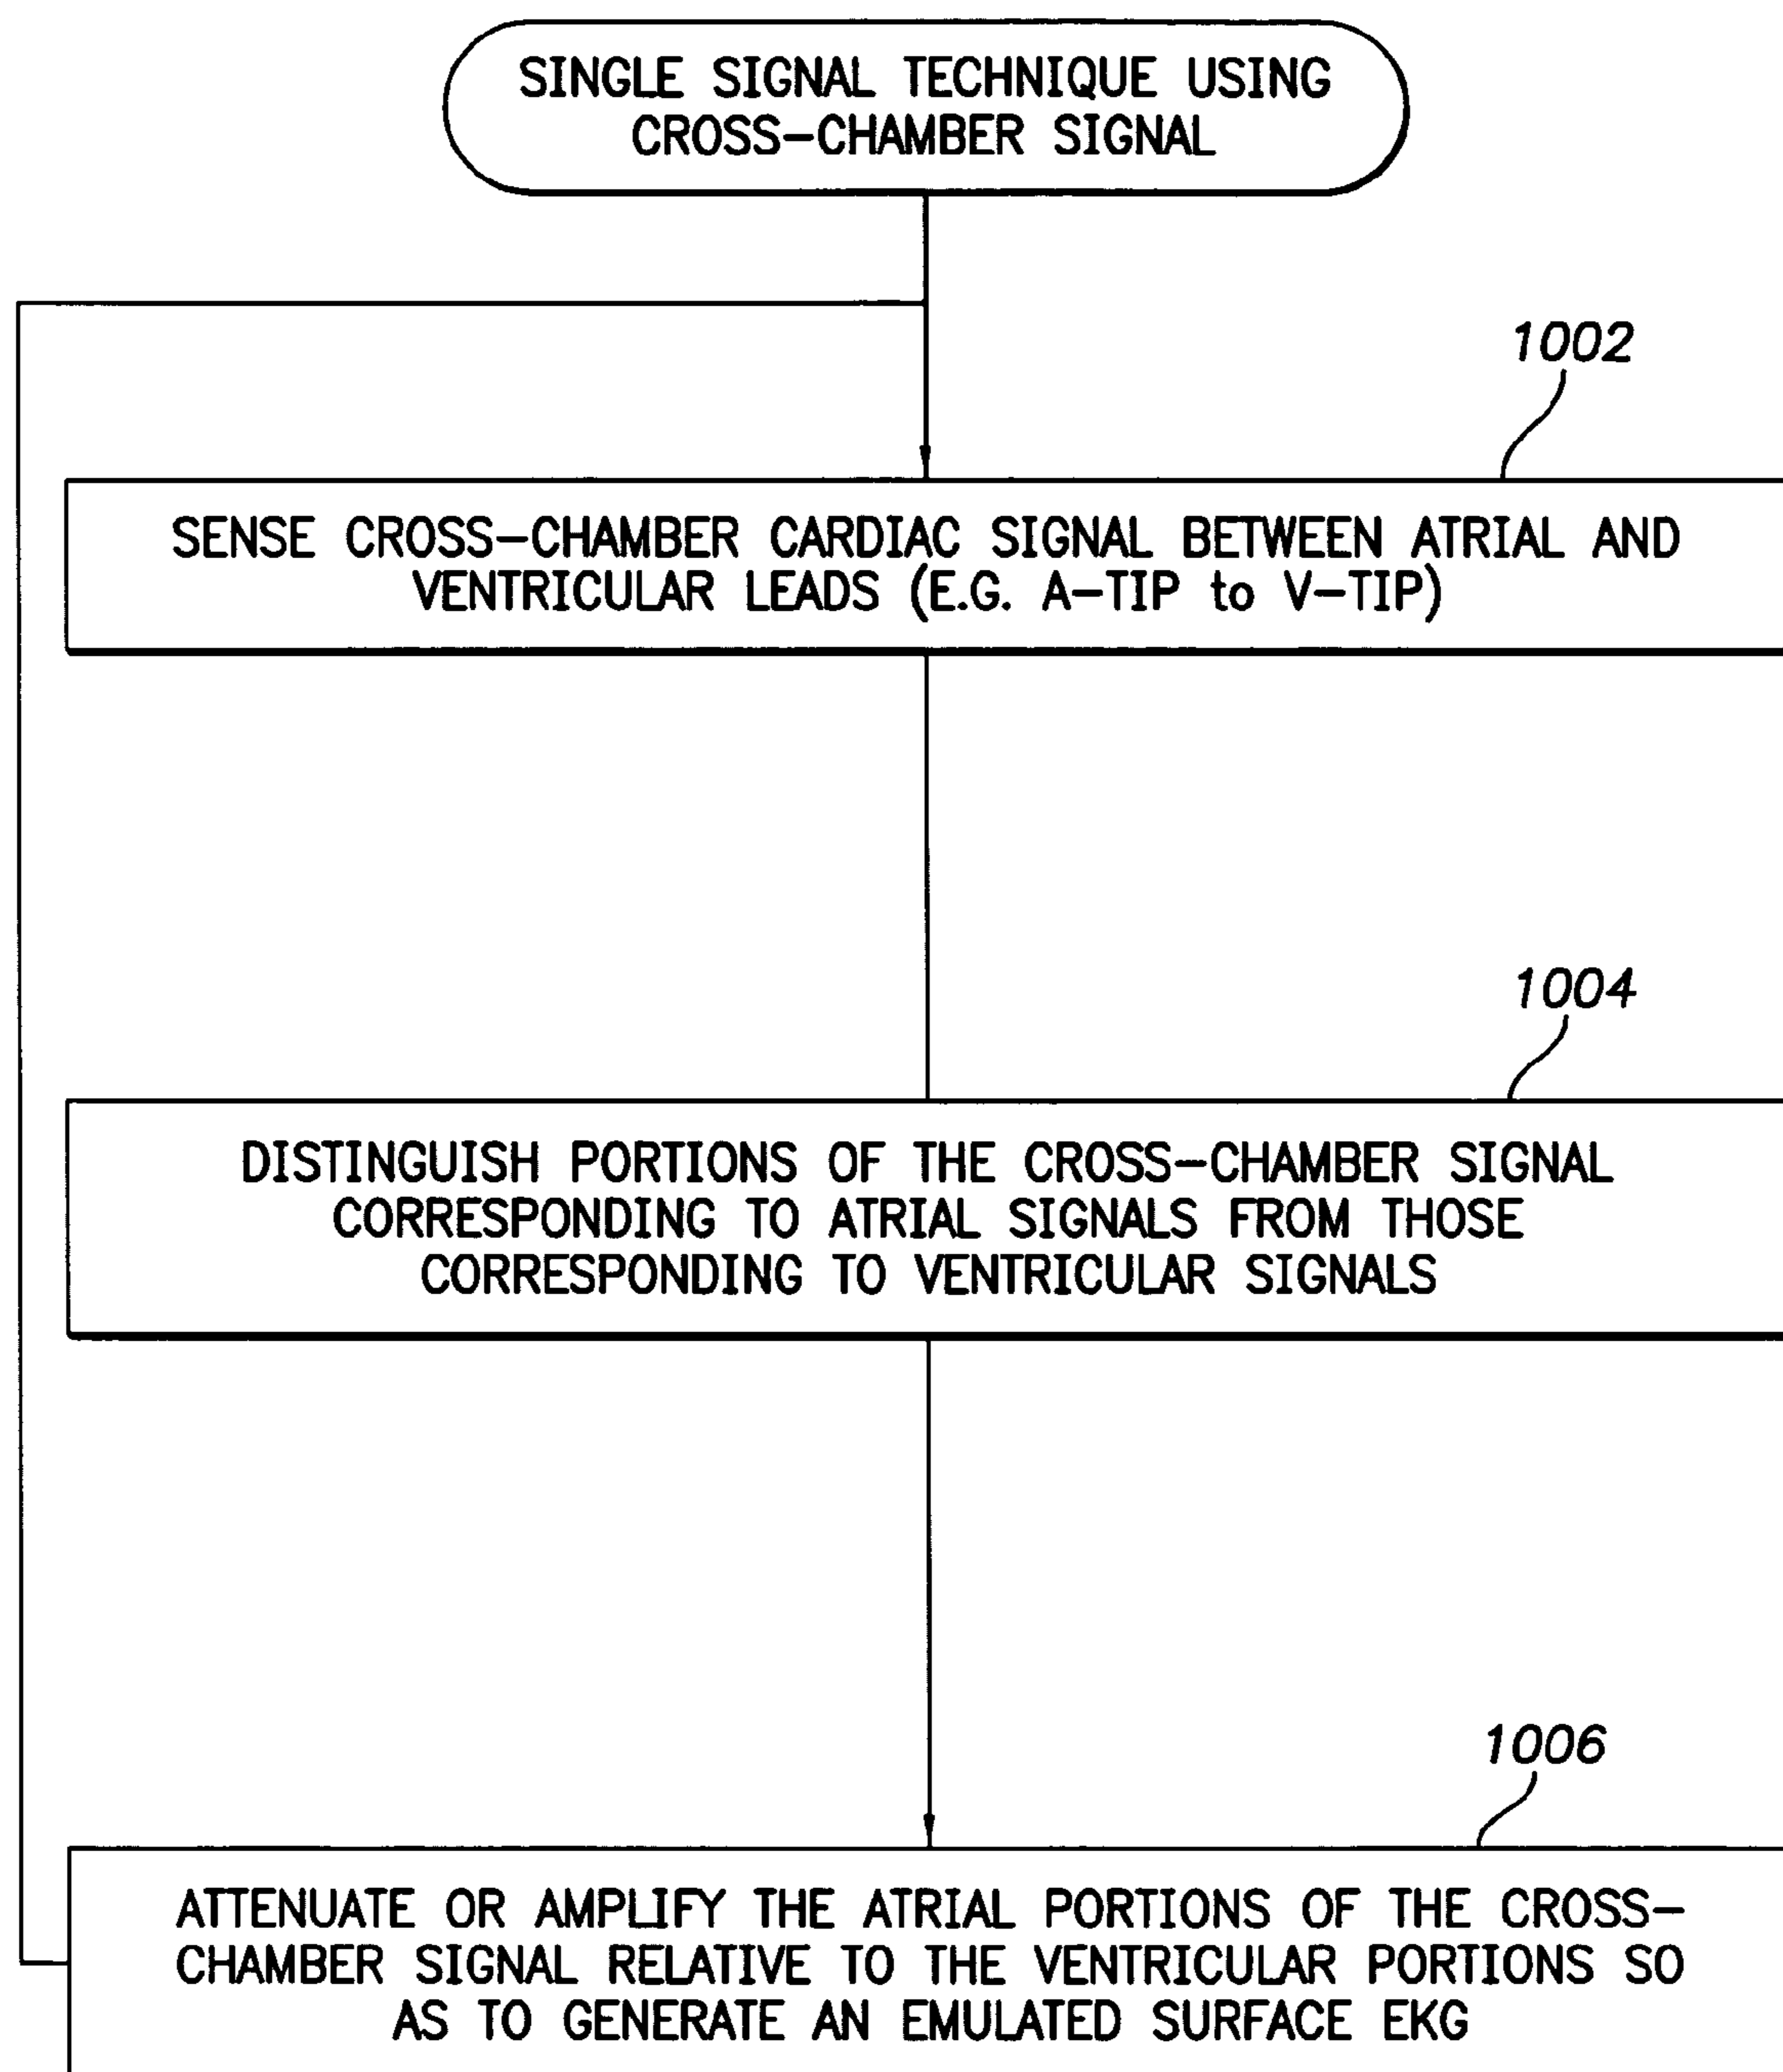 SINGLE SIGNAL TECHNIQUE USING
CROSS-CHAMBER SIGNAL
1002
SENSE CROSS-CHAMBER CARDIAC SIGNAL BETWEEN ATRIAL AND
VENTRICULAR LEADS (E.G. A-TIP to V-TIP)
1004
DISTINGUISH PORTIONS OF THE CROSS-CHAMBER SIGNAL
CORRESPONDING TO ATRIAL SIGNALS FROM THOSE
CORRESPONDING TO VENTRICULAR SIGNALS
1006
ATTENUATE OR AMPLIFY THE ATRIAL PORTIONS OF THE CROSS-
CHAMBER SIGNAL RELATIVE TO THE VENTRICULAR PORTIONS SO
AS TO GENERATE AN EMULATED SURFACE EKG